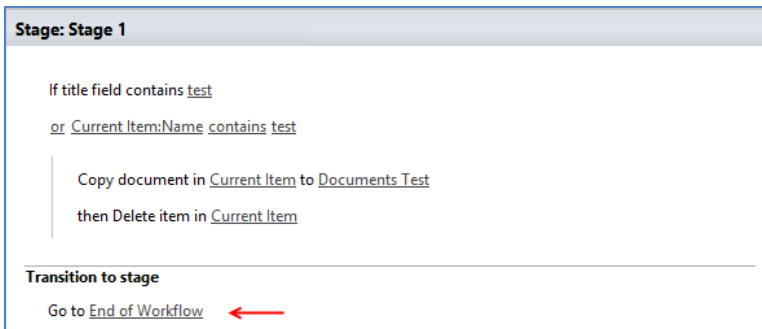 Stage: Stage 1
If title field contains test
or Current Item:Name contains test
Copy document in Current Item to Documents Test
then Delete item in Current Item
Transition to stage
Go to End of Workflow